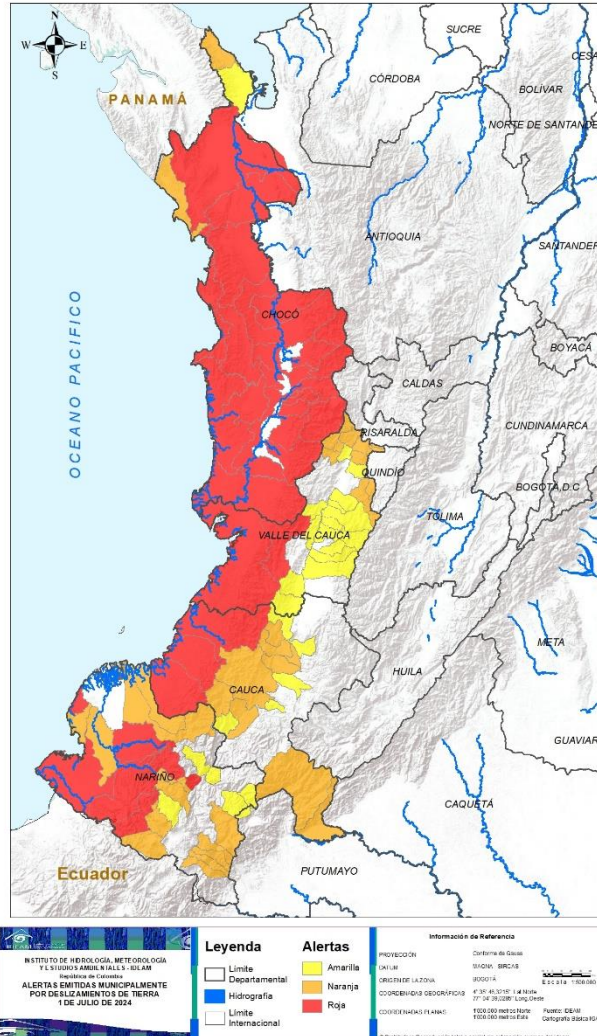 N
W E
S
SUCRE
CESA
CÓRDOBA
BOLÍVAR
PANAMÁ
NORTE DE SANTANDER
ANTIOQUIA
SANTANDER
OCEANO PACIFICO
CHOCÓ
BOYACÁ
CALDAS
CUNDINAMARCA
RISARALDA
QUINDÍO
BOGOTÁ, D.C
TOLIMA
VALLE DEL CAUCA
META
HUILA
CAUCA
GUAVIAR
NARIÑO
CAQUETÁ
Ecuador
PUTUMAYO
INSTITUTO DE HIDROLOGÍA, METEOROLOGÍA
Y ESTUDIOS AMBIENTALES - IDEAM
República de Colombia
ALERTAS EMITIDAS MUNICIPALMENTE
POR DESLIZAMIENTOS DE TIERRA
1 DE JULIO DE 2024
Leyenda
Límite
Departamental
Hidrografía
Límite
Internacional
Alertas
Amarilla
Naranja
Roja
Información de Referencia
PROYECCIÓN Conforme de Gauss
DATUM MAGNA - SIRGAS
ORIGEN DE LA ZONA BOGOTÁ
COORDENADAS GEOGRÁFICAS
COORDENADAS PLANAS
Fuente: IDEAM